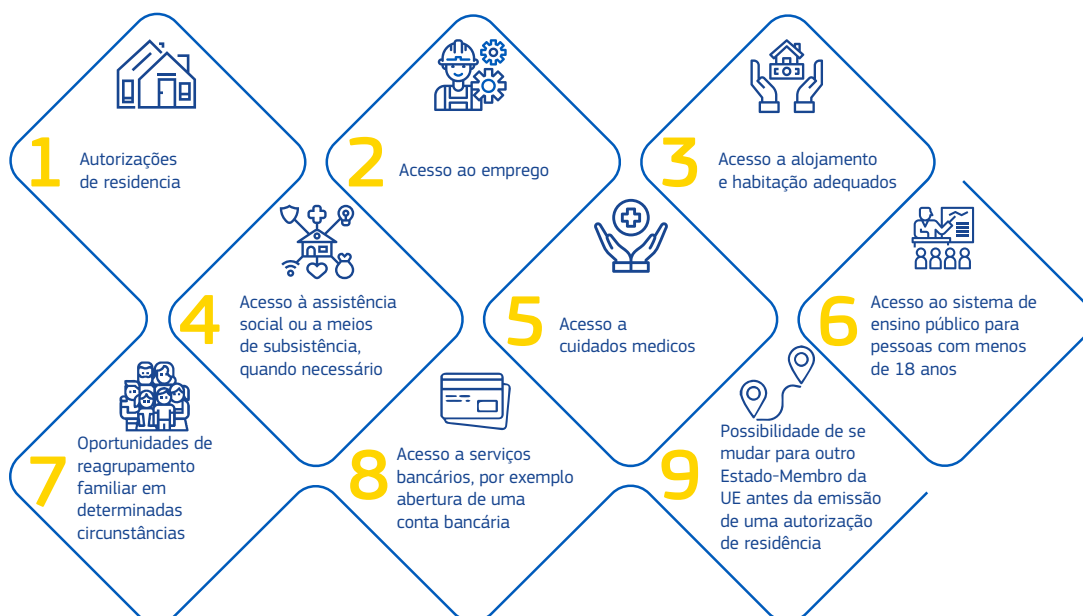 1
Autorizações
de residencia
2
Acesso ao emprego
3
Acesso a alojamento
e habitação adequados
4
Acesso à assistência
social ou a meios
de subsistência,
quando necessário
5
Acesso a
cuidados medicos
6
Acesso ao sistema de
ensino público para
pessoas com menos
de 18 anos
7
Oportunidades de
reagrupamento
familiar em
determinadas
circunstâncias
8
Acesso a serviços
bancários, por exemplo
abertura de uma
conta bancária
9
Possibilidade de se
mudar para outro
Estado-Membro da
UE antes da emissão
de uma autorização
de residência